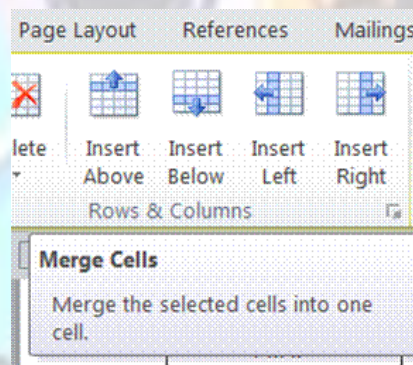 Page Layout References Mailings
lete Insert Above Insert Below Insert Left Insert Right
Rows & Columns
Merge Cells
Merge the selected cells into one
cell.